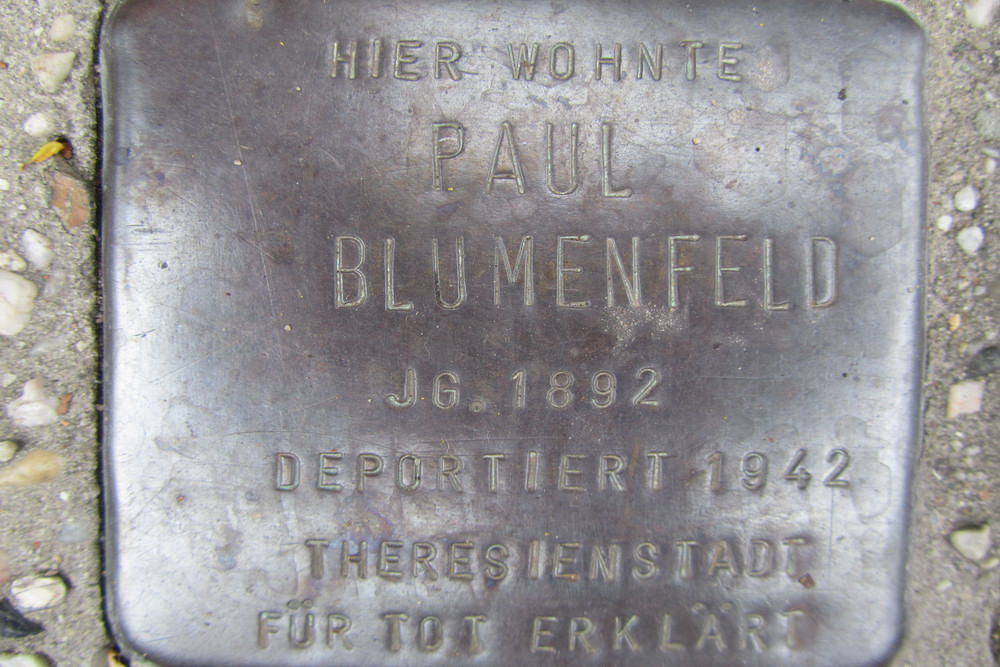 HIER WOHNTE
PAUL
BLUMENFELD
JG. 1892
DEPORTIERT 1942
THERESIENSTADT
FÜR TOT ERKLÄRT